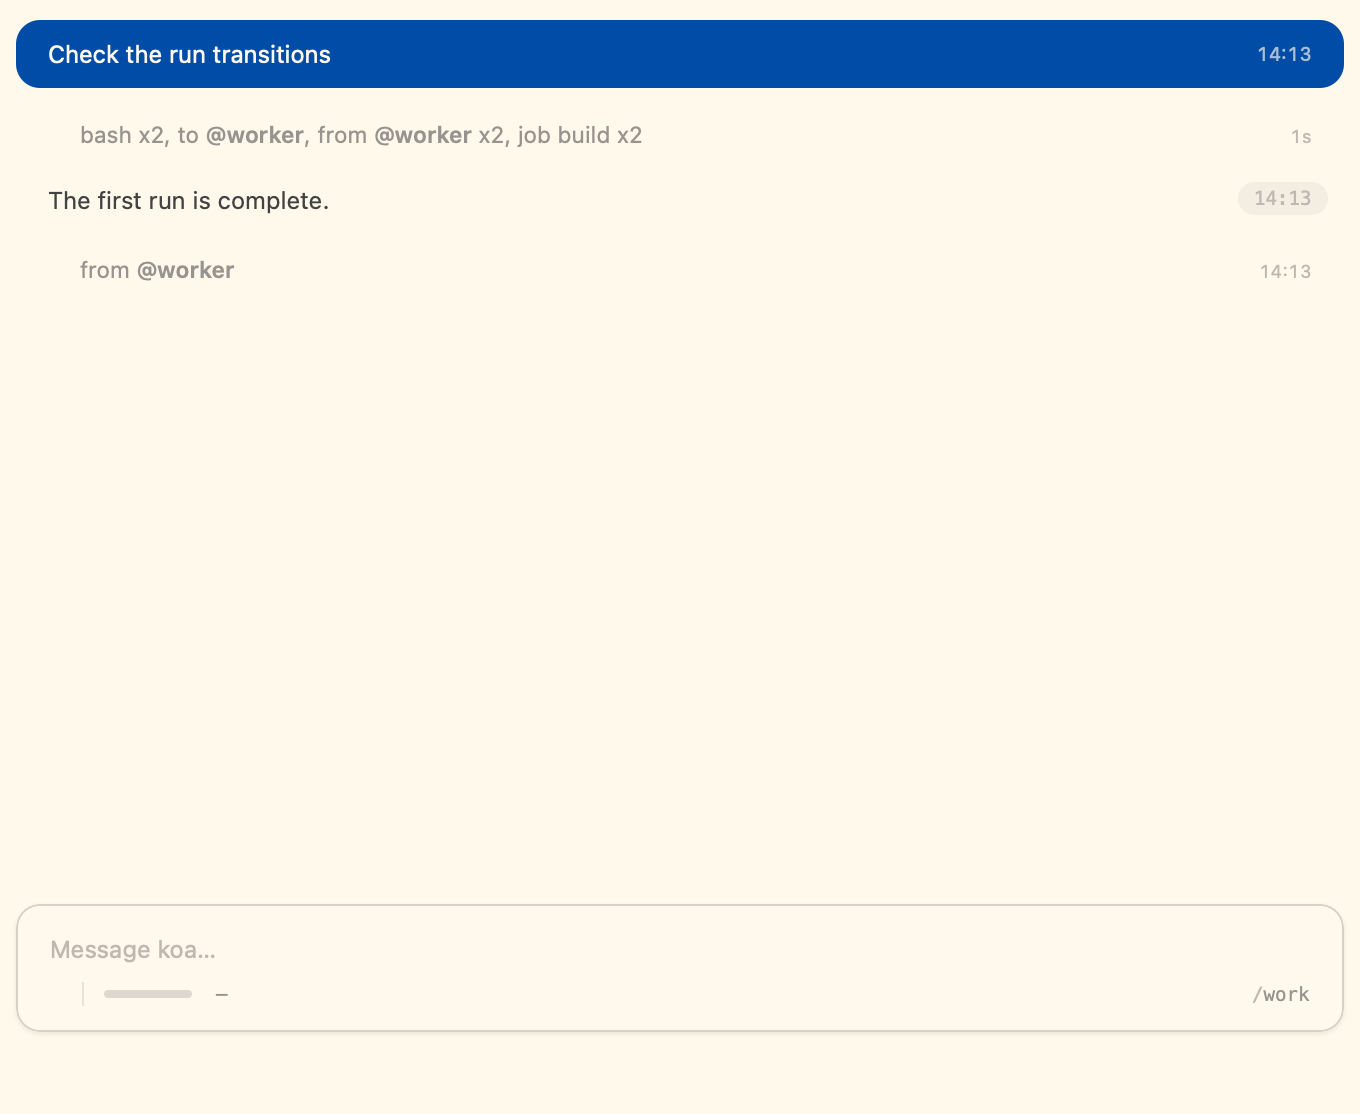 Check the run transitions 14:13
bash x2, to @worker, from @worker x2, job build x2 1s
The first run is complete. 14:13
from @worker 14:13
Message koa...
– /work